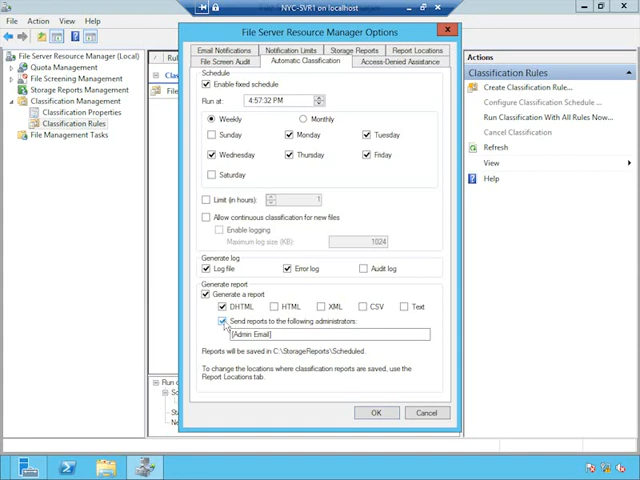 NYC-SVR1 on localhost
File Action View Help
File Server Resource Manager Options
File Server Resource Manager (Local)
Quota Management
File Screening Management
Storage Reports Management
Classification Management
Classification Properties
Classification Rules
File Management Tasks
Email Notifications Notification Limits Storage Reports Report Locations
File Screen Audit Automatic Classification Access-Denied Assistance
Schedule
Enable fixed schedule
Run at: 4:57:32 PM
Weekly Monthly
Sunday Monday Tuesday
Wednesday Thursday Friday
Saturday
Limit (in hours): 1
Allow continuous classification for new files
Enable logging
Maximum log size (KB): 1024
Generate log
Log file Error log Audit log
Generate report
Generate a report
DHTML HTML XML CSV Text
Send reports to the following administrators:
[Admin Email]
Reports will be saved in C:\StorageReports\Scheduled.
To change the locations where classification reports are saved, use the
Report Locations tab.
OK Cancel
Actions
Classification Rules
Create Classification Rule...
Configure Classification Schedule ...
Run Classification With All Rules Now...
Cancel Classification
Refresh
View
Help